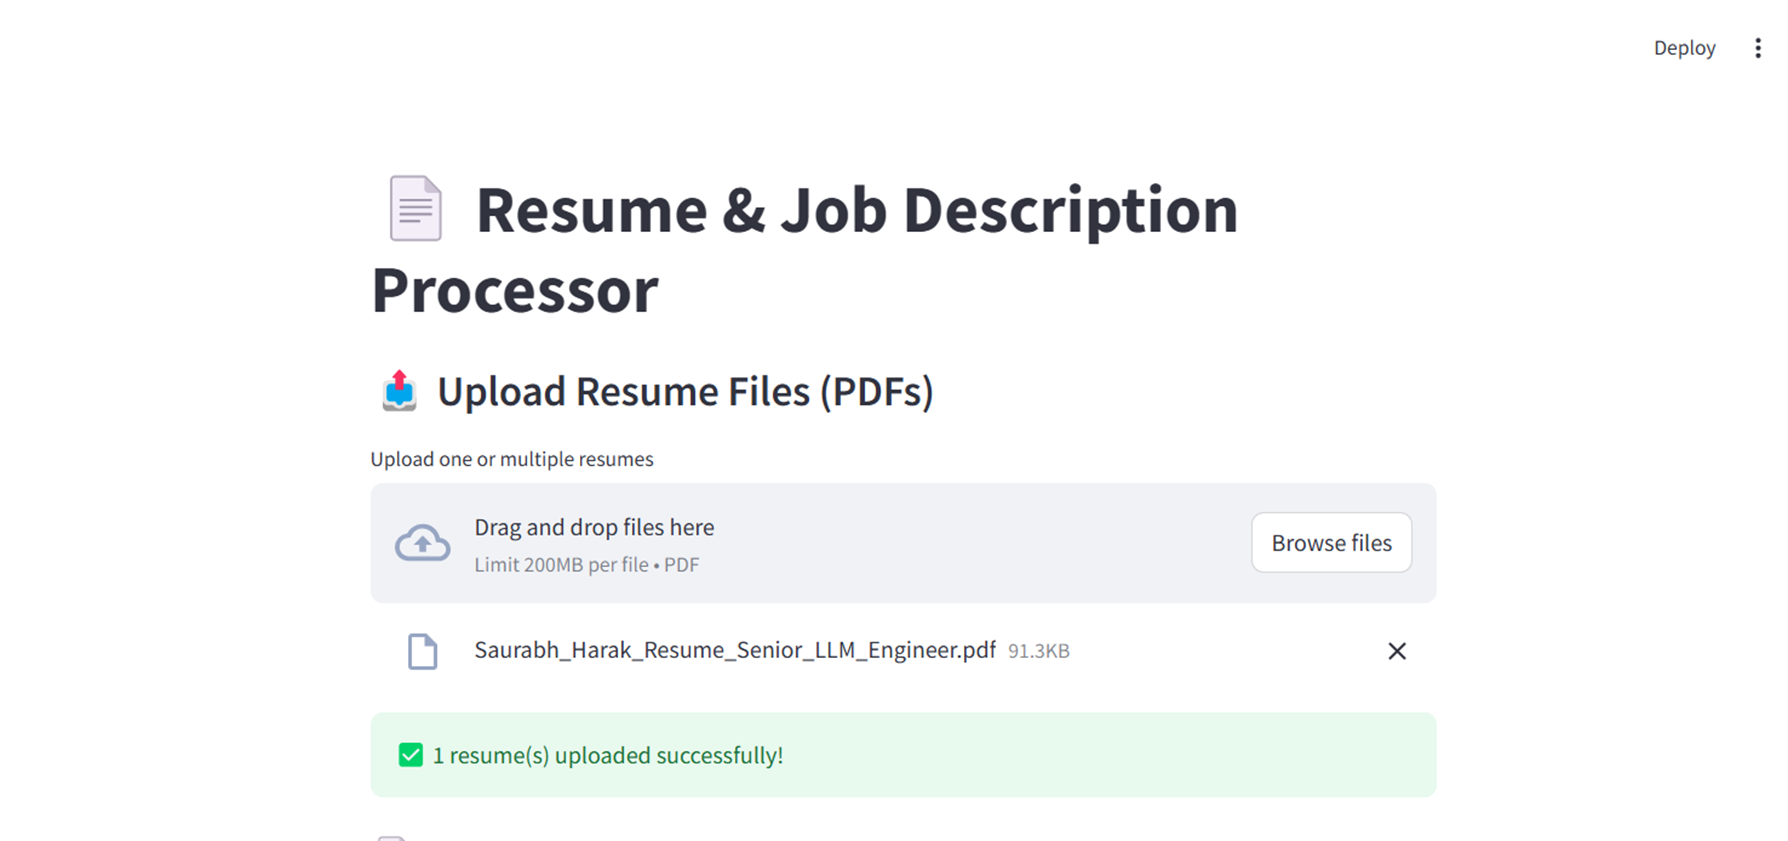 Deploy
Resume & Job Description
Processor
Upload Resume Files (PDFs)
Upload one or multiple resumes
Drag and drop files here
Limit 200MB per file • PDF
Browse files
Saurabh_Harak_Resume_Senior_LLM_Engineer.pdf 91.3KB
1 resume(s) uploaded successfully!